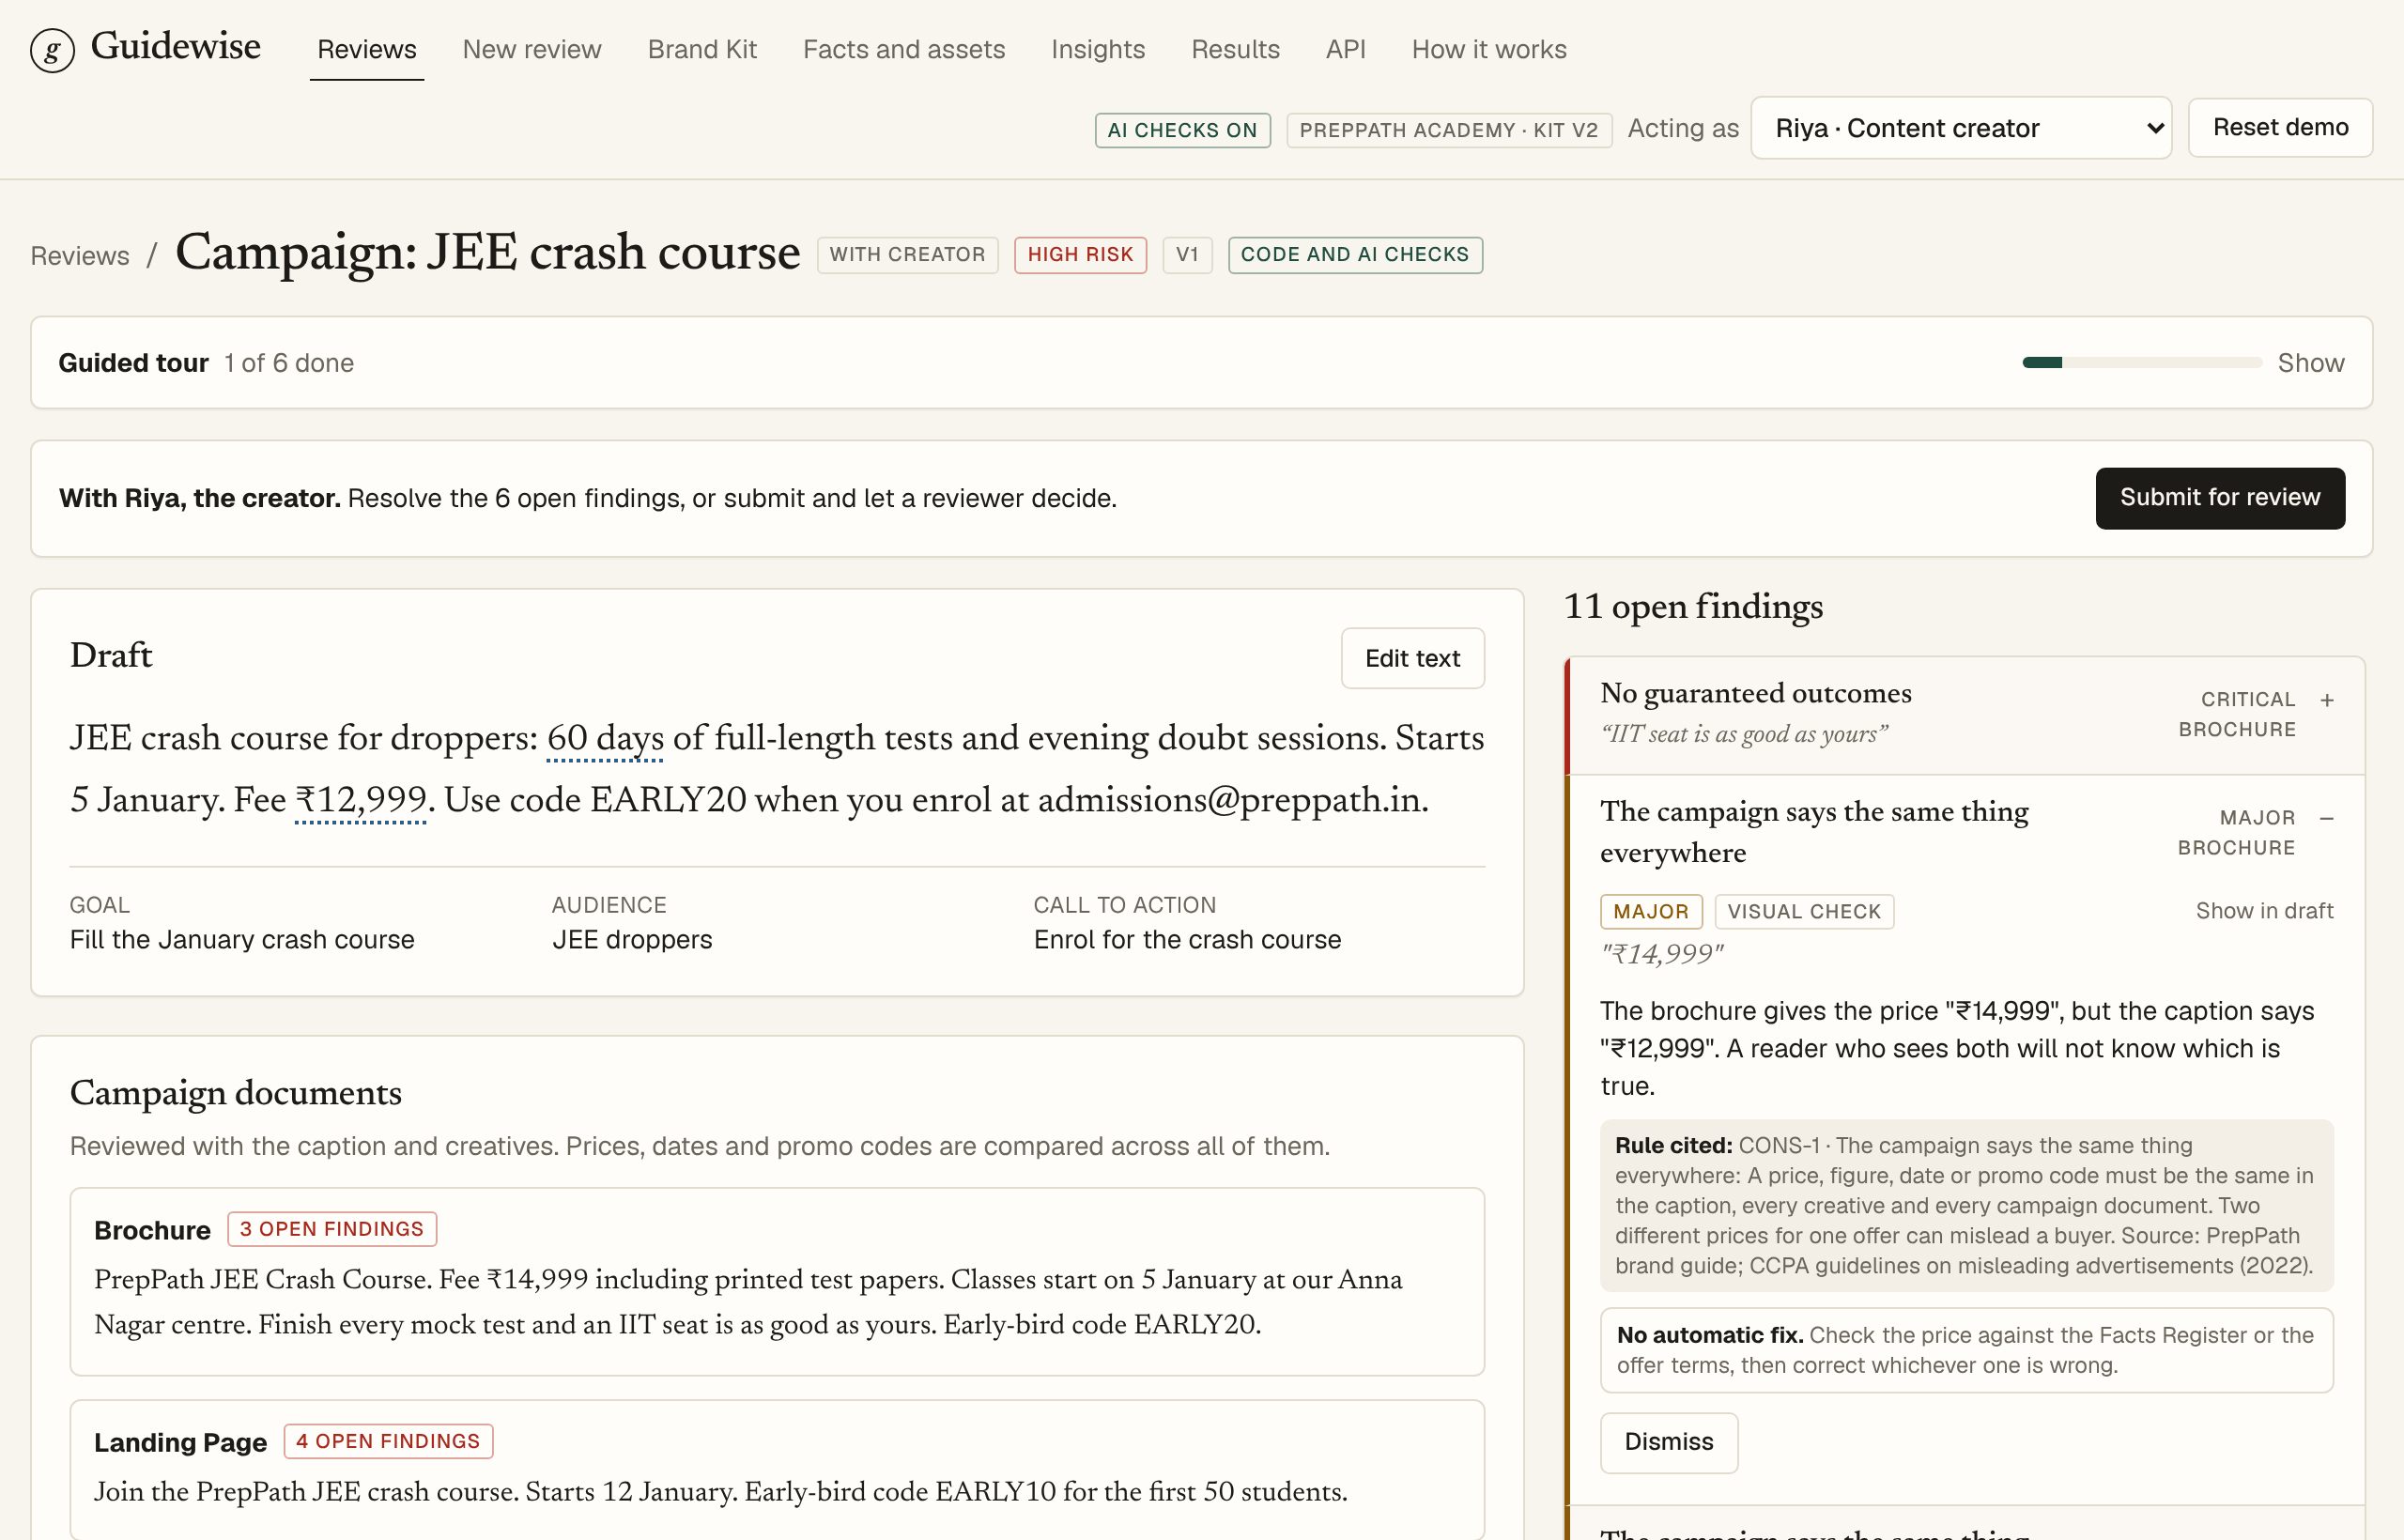 g Guidewise Reviews New review Brand Kit Facts and assets Insights Results API How it works
AI CHECKS ON PREPPATH ACADEMY · KIT V2 Acting as Riya · Content creator Reset demo
Reviews / Campaign: JEE crash course WITH CREATOR HIGH RISK V1 CODE AND AI CHECKS
Guided tour 1 of 6 done Show
With Riya, the creator. Resolve the 6 open findings, or submit and let a reviewer decide. Submit for review
Draft Edit text
JEE crash course for droppers: 60 days of full-length tests and evening doubt sessions. Starts
5 January. Fee ₹12,999. Use code EARLY20 when you enrol at admissions@preppath.in.
GOAL AUDIENCE CALL TO ACTION
Fill the January crash course JEE droppers Enrol for the crash course
Campaign documents
Reviewed with the caption and creatives. Prices, dates and promo codes are compared across all of them.
Brochure 3 OPEN FINDINGS
PrepPath JEE Crash Course. Fee ₹14,999 including printed test papers. Classes start on 5 January at our Anna
Nagar centre. Finish every mock test and an IIT seat is as good as yours. Early-bird code EARLY20.
Landing Page 4 OPEN FINDINGS
Join the PrepPath JEE crash course. Starts 12 January. Early-bird code EARLY10 for the first 50 students.
11 open findings
No guaranteed outcomes CRITICAL +
“IIT seat is as good as yours” BROCHURE
The campaign says the same thing MAJOR −
everywhere BROCHURE
MAJOR VISUAL CHECK Show in draft
"₹14,999"
The brochure gives the price "₹14,999", but the caption says
"₹12,999". A reader who sees both will not know which is
true.
Rule cited: CONS-1 · The campaign says the same thing
everywhere: A price, figure, date or promo code must be the same in
the caption, every creative and every campaign document. Two
different prices for one offer can mislead a buyer. Source: PrepPath
brand guide; CCPA guidelines on misleading advertisements (2022).
No automatic fix. Check the price against the Facts Register or the
offer terms, then correct whichever one is wrong.
Dismiss
The campaign says the same thing